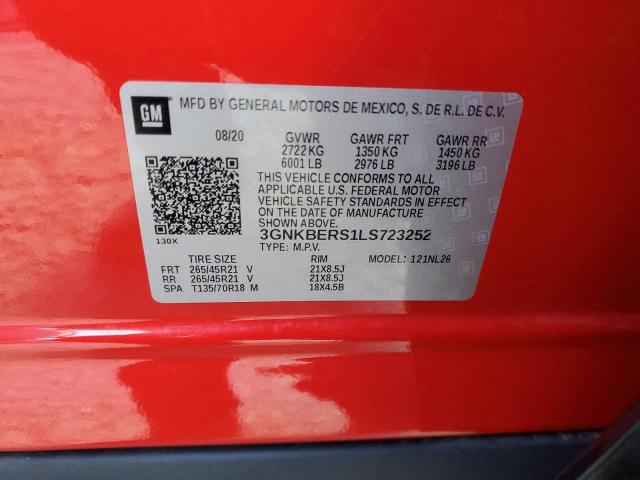 GM
MFD BY GENERAL MOTORS DE MEXICO, S. DE R.L. DE C.V.
08/20 GVWR GAWR FRT GAWR RR
2722 KG 1350 KG 1450 KG
6001 LB 2976 LB 3196 LB
THIS VEHICLE CONFORMS TO ALL
APPLICABLE U.S. FEDERAL MOTOR
VEHICLE SAFETY STANDARDS IN EFFECT
ON THE DATE OF MANUFACTURE
SHOWN ABOVE.
3GNKBERS1LS723252
130X TYPE: M.P.V.
TIRE SIZE RIM MODEL: 121NL26
FRT 265/45R21 V 21X8.5J
RR 265/45R21 V 21X8.5J
SPA T135/70R18 M 18X4.5B